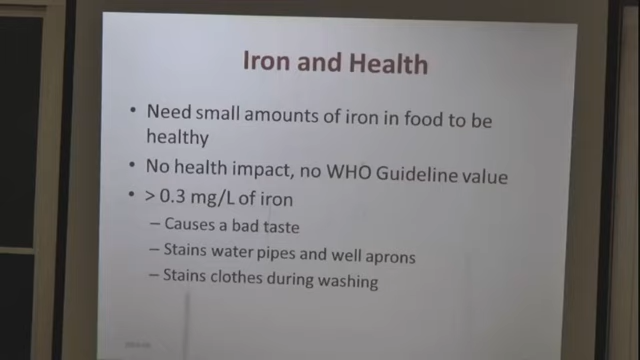 Iron and Health
• Need small amounts of iron in food to be
healthy
• No health impact, no WHO Guideline value
• > 0.3 mg/L of iron
– Causes a bad taste
– Stains water pipes and well aprons
– Stains clothes during washing